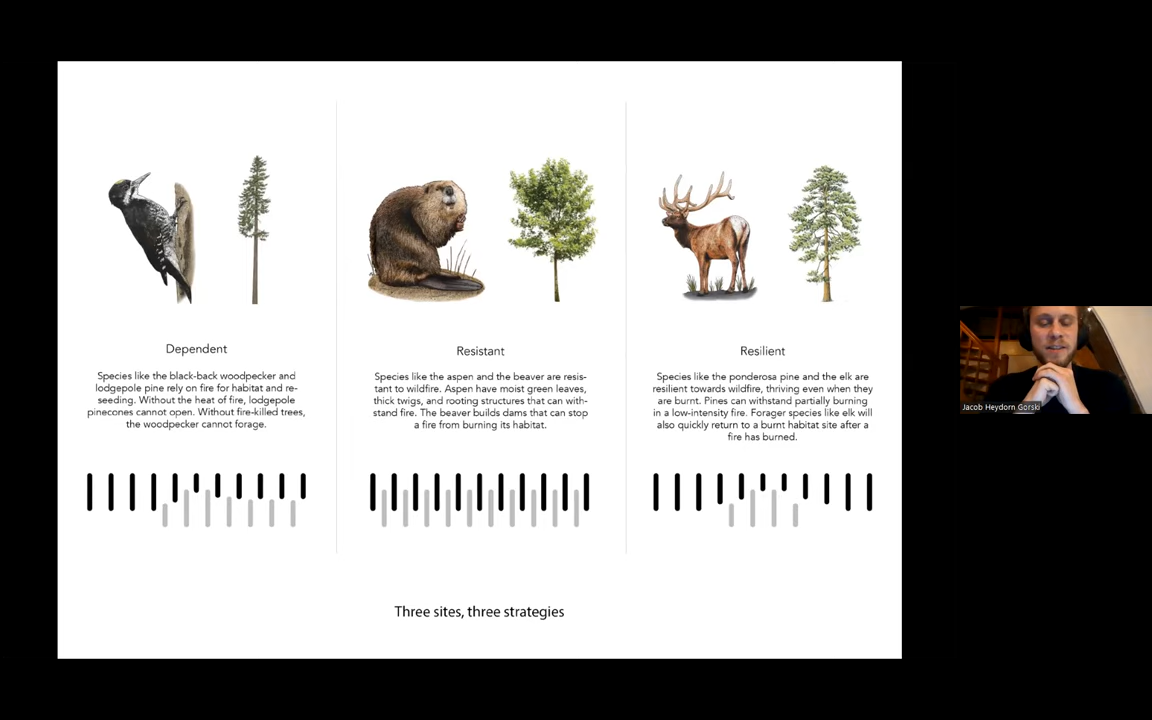 Dependent
Species like the black-back woodpecker and
lodgepole pine rely on fire for habitat and re-
seeding. Without the heat of fire, lodgepole
pinecones cannot open. Without fire-killed trees,
the woodpecker cannot forage.
Resistant
Species like the aspen and the beaver are resis-
tant to wildfire. Aspen have moist green leaves,
thick twigs, and rooting structures that can with-
stand fire. The beaver builds dams that can stop
a fire from burning its habitat.
Resilient
Species like the ponderosa pine and the elk are
resilient towards wildfire, thriving even when they
are burnt. Pines can withstand partially burning
in a low-intensity fire. Forager species like elk will
also quickly return to a burnt habitat site after a
fire has burned.
Three sites, three strategies
Jacob Heydorn Gorski